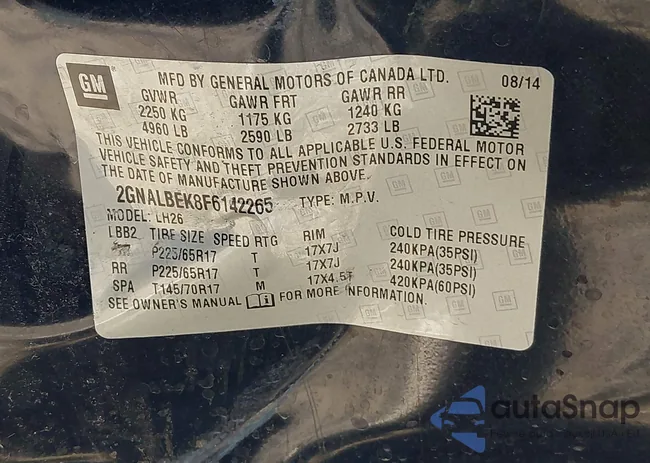 GM
MFD BY GENERAL MOTORS OF CANADA LTD. 08/14
GVWR GAWR FRT GAWR RR
2250 KG 1175 KG 1240 KG
4960 LB 2590 LB 2733 LB
THIS VEHICLE CONFORMS TO ALL APPLICABLE U.S. FEDERAL MOTOR
VEHICLE SAFETY AND THEFT PREVENTION STANDARDS IN EFFECT ON
THE DATE OF MANUFACTURE SHOWN ABOVE.
2GNALBEK8F6142265 TYPE: M.P.V.
MODEL: LH26
LBB2 TIRE SIZE SPEED RTG RIM COLD TIRE PRESSURE
P225/65R17 T 17X7J 240KPA(35PSI)
RR P225/65R17 T 17X7J 240KPA(35PSI)
SPA T145/70R17 M 17X4.5T 420KPA(60PSI)
SEE OWNER'S MANUAL FOR MORE INFORMATION.
autoSnap